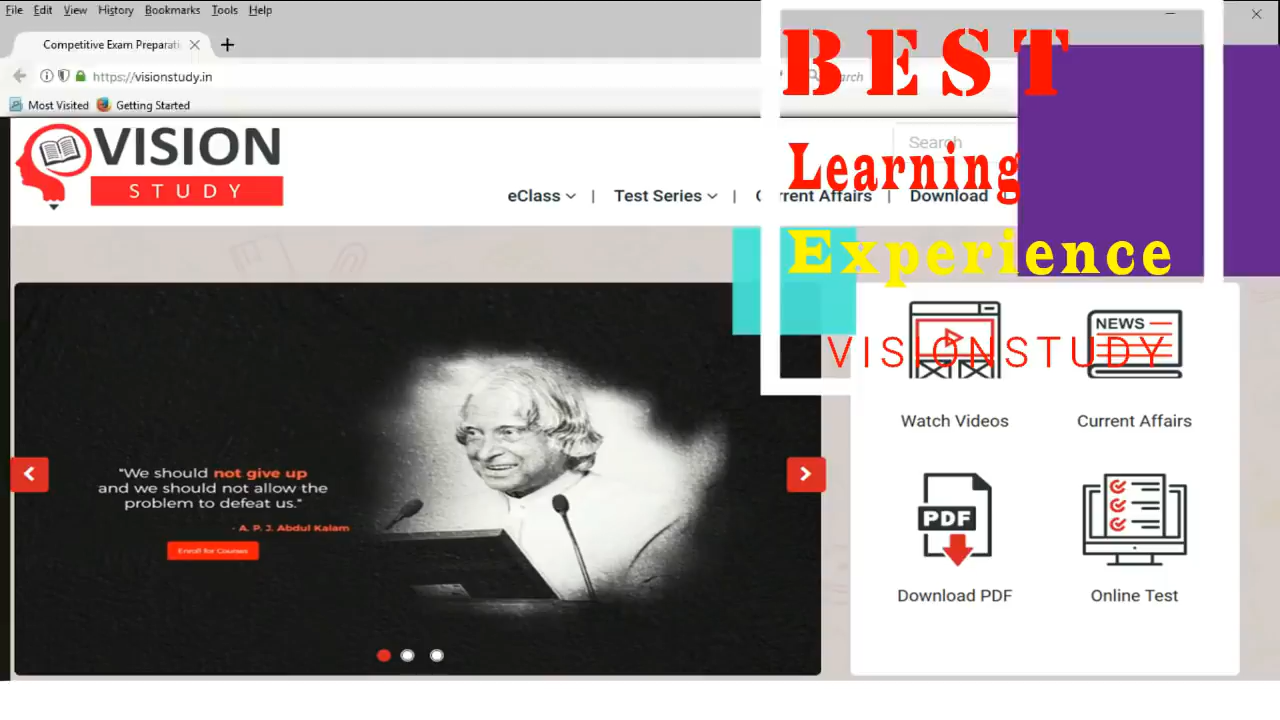 File Edit View History Bookmarks Tools Help
Competitive Exam Preparati
https://visionstudy.in
Most Visited Getting Started
BEST
Learning
Experience
VISIONSTUDY
VISION
STUDY
Search
eClass | Test Series | Current Affairs | Download
"We should not give up
and we should not allow the
problem to defeat us."
- A. P. J. Abdul Kalam
Enroll for Courses
NEWS
Watch Videos
Current Affairs
PDF
Download PDF
Online Test